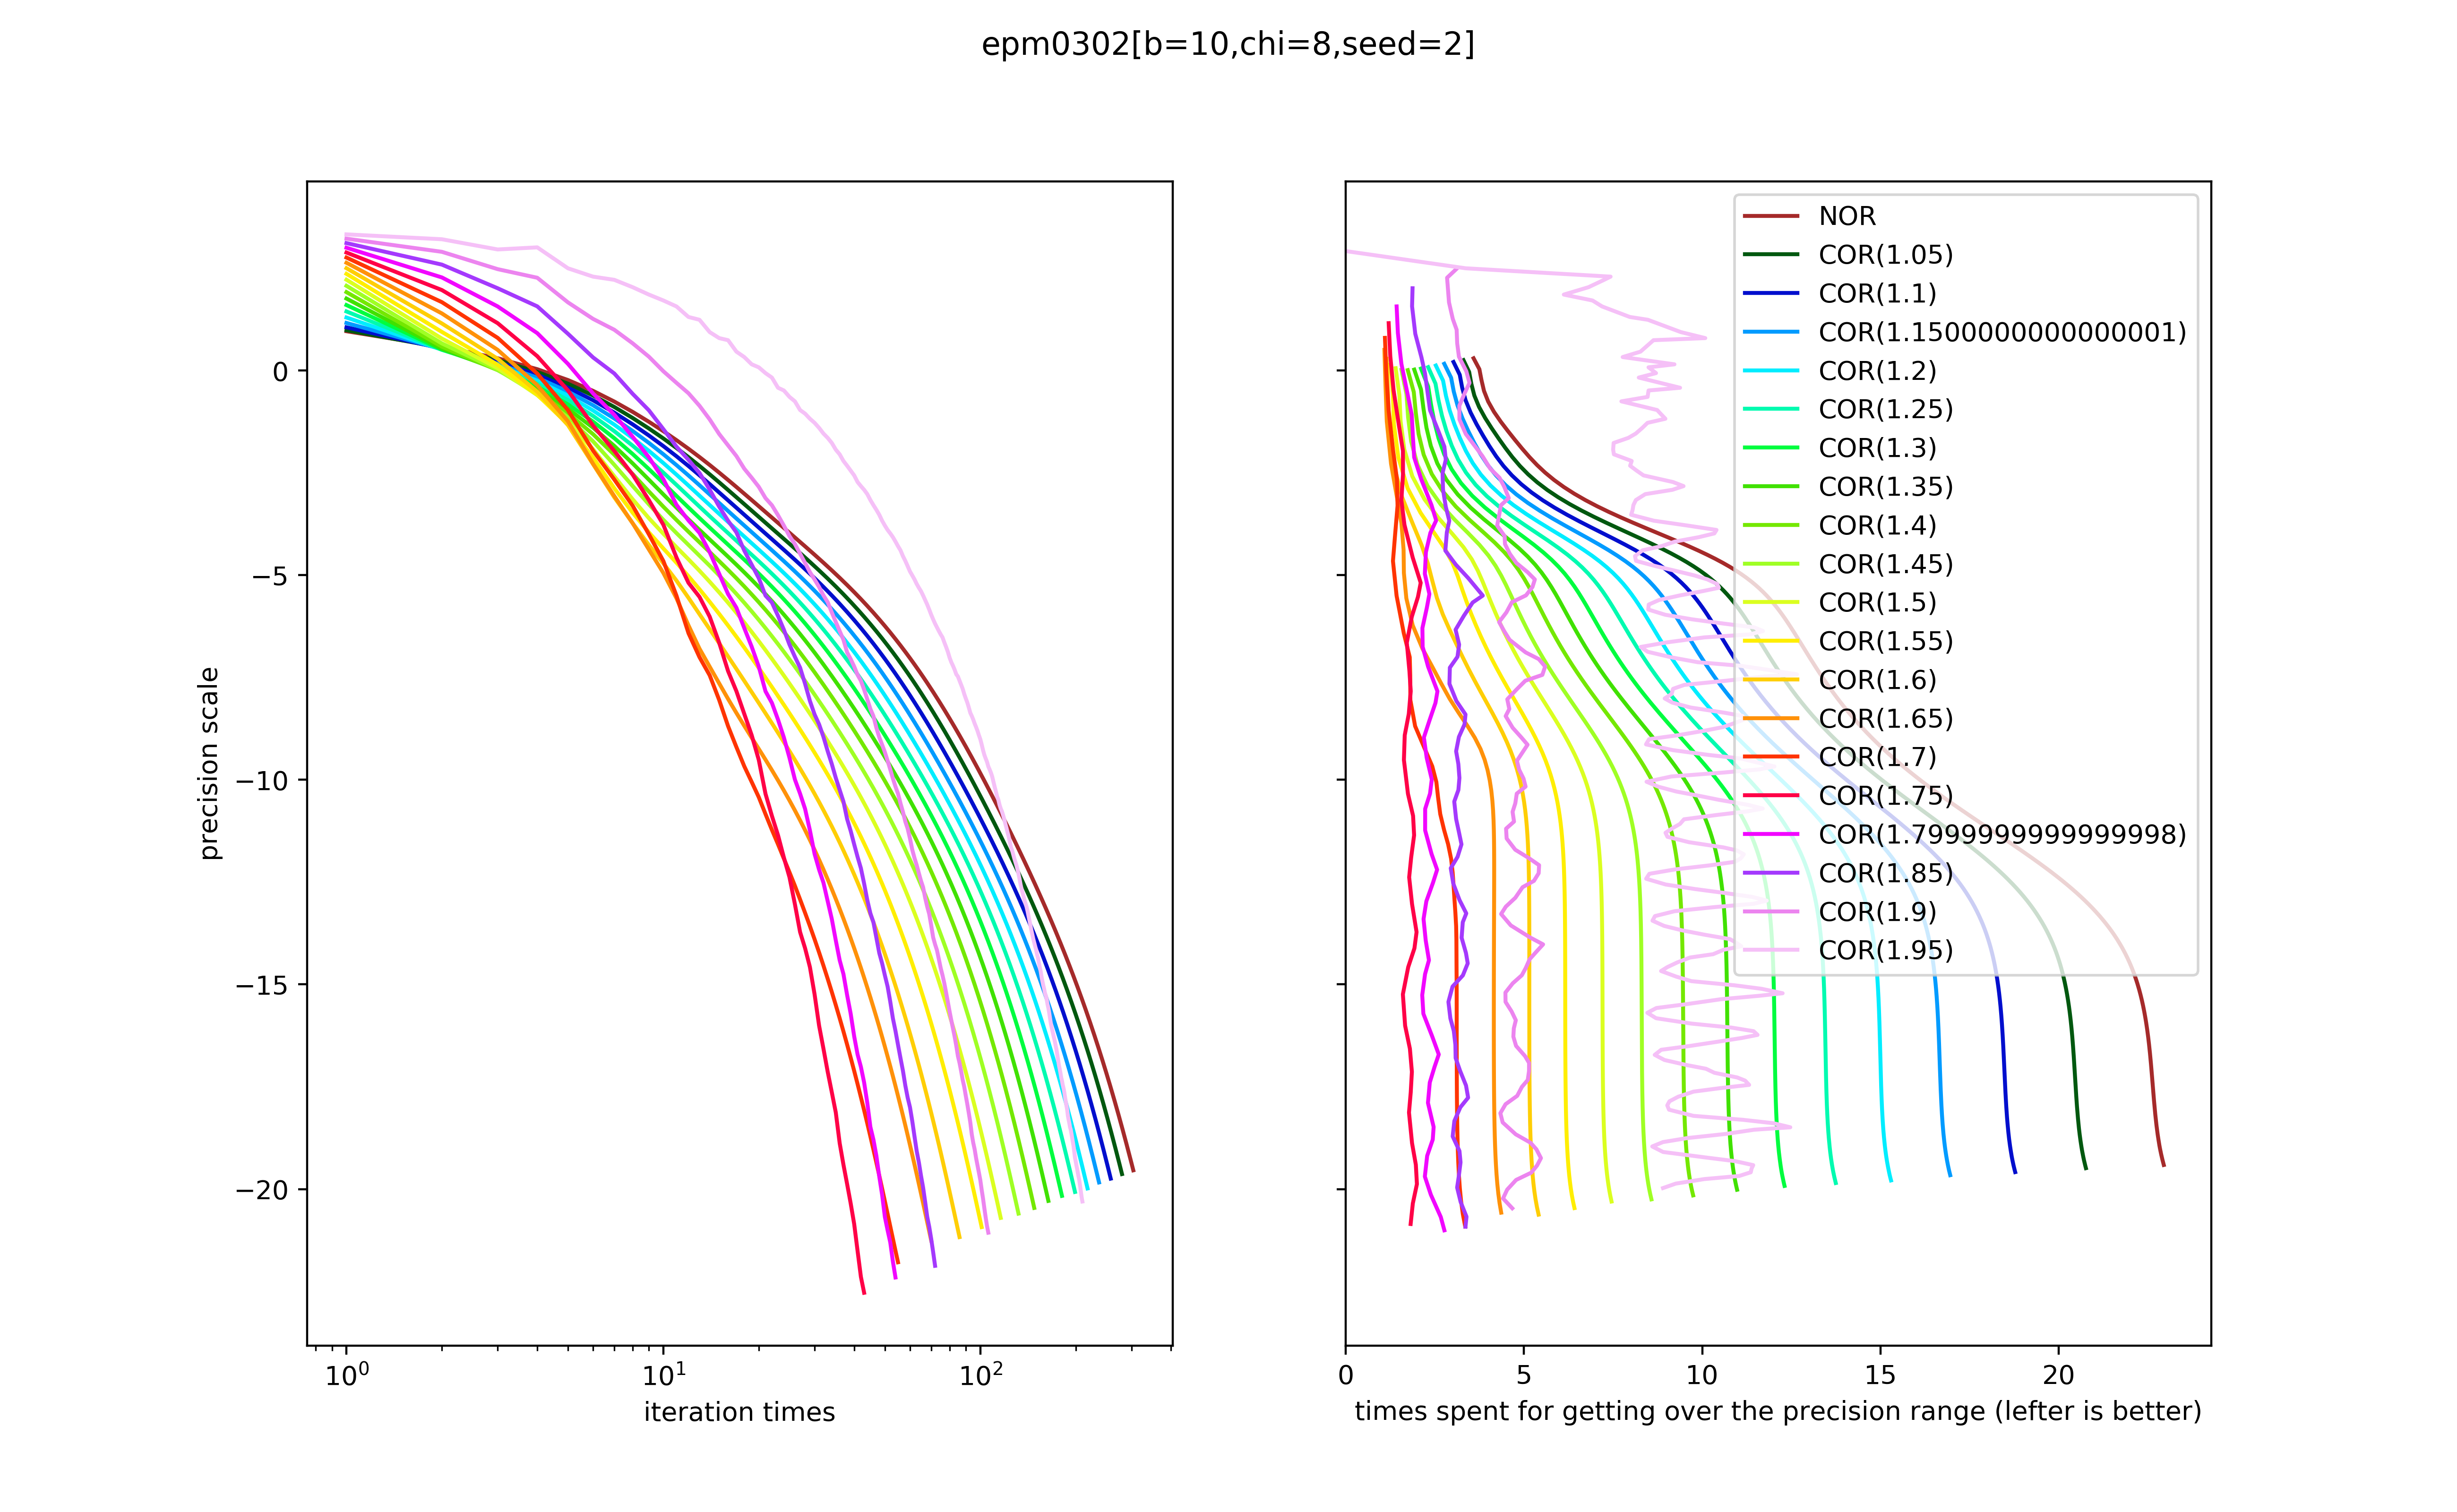 epm0302[b=10,chi=8,seed=2]
precision scale
0
−5
−10
−15
−20
10⁰
10¹
10²
iteration times
NOR
COR(1.05)
COR(1.1)
COR(1.1500000000000001)
COR(1.2)
COR(1.25)
COR(1.3)
COR(1.35)
COR(1.4)
COR(1.45)
COR(1.5)
COR(1.55)
COR(1.6)
COR(1.65)
COR(1.7)
COR(1.75)
COR(1.7999999999999998)
COR(1.85)
COR(1.9)
COR(1.95)
0
5
10
15
20
times spent for getting over the precision range (lefter is better)